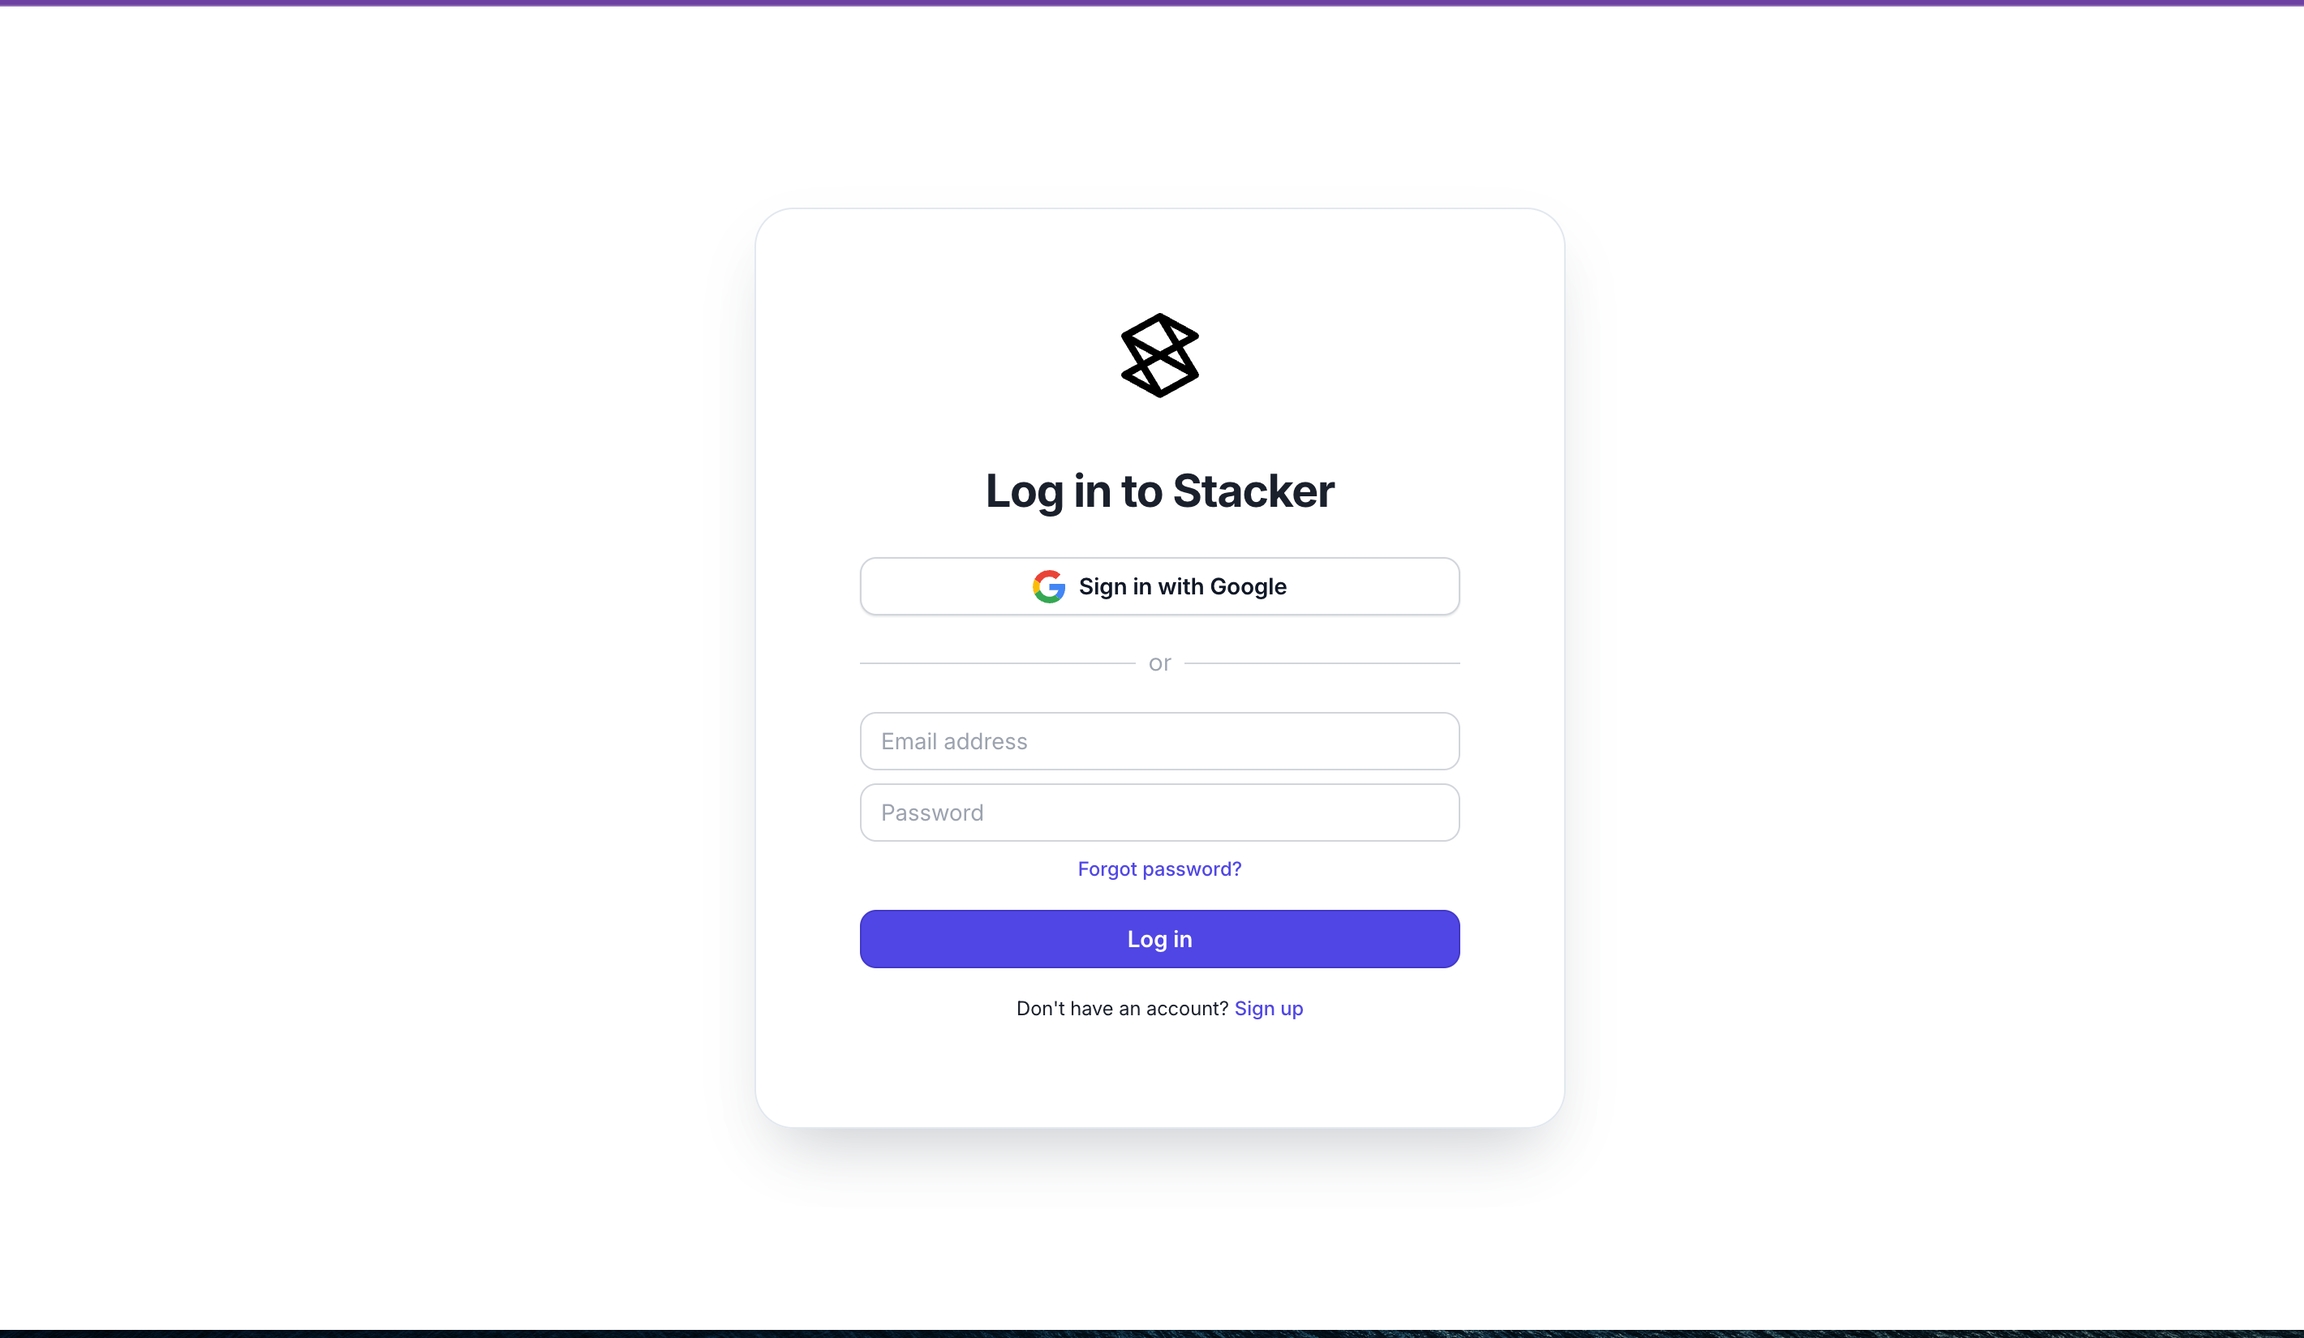 Log in to Stacker
Sign in with Google
or
Email address
Password
Forgot password?
Log in
Don't have an account? Sign up